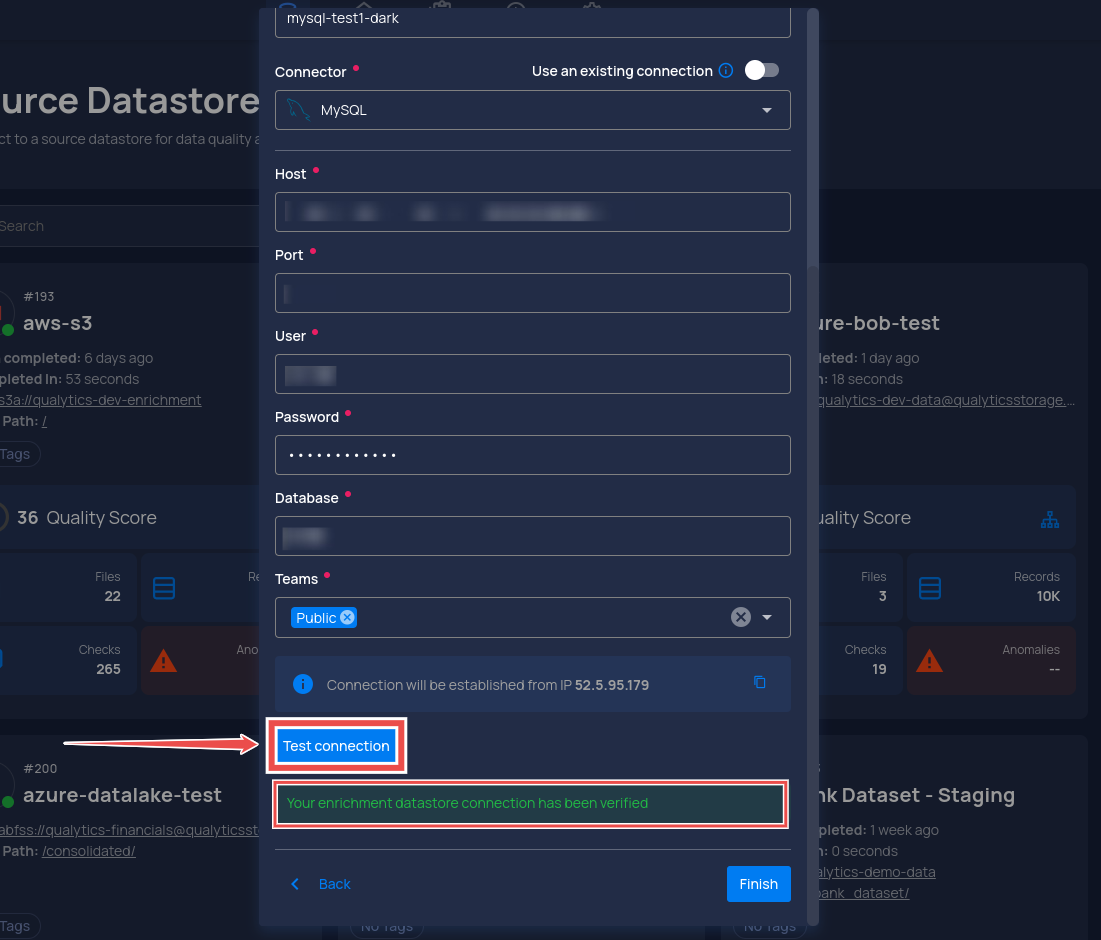 mysql-test1-dark
Connector
Use an existing connection
MySQL
urce Datastore
ct to a source datastore for data quality a
Host
Search
Port
#193
aws-s3
completed: 6 days ago
pleted In: 53 seconds
s3a://qualytics-dev-enrichment
Path: /
Tags
ure-bob-test
leted: 1 day ago
n: 18 seconds
qualytics-dev-data@qualyticsstorage....
User
Password
••••••••••••
Database
36 Quality Score
uality Score
Teams
Public
Files
22
Re
Files
3
Records
10K
Checks
265
Ano
Checks
19
Anomalies
--
Connection will be established from IP 52.5.95.179
Test connection
Your enrichment datastore connection has been verified
#200
azure-datalake-test
abfss://qualytics-financials@qualyticsst
Path: /consolidated/
nk Dataset - Staging
pleted: 1 week ago
n: 0 seconds
alytics-demo-data
bank_dataset/
Back
Finish
Tags
No Tags
No Tags